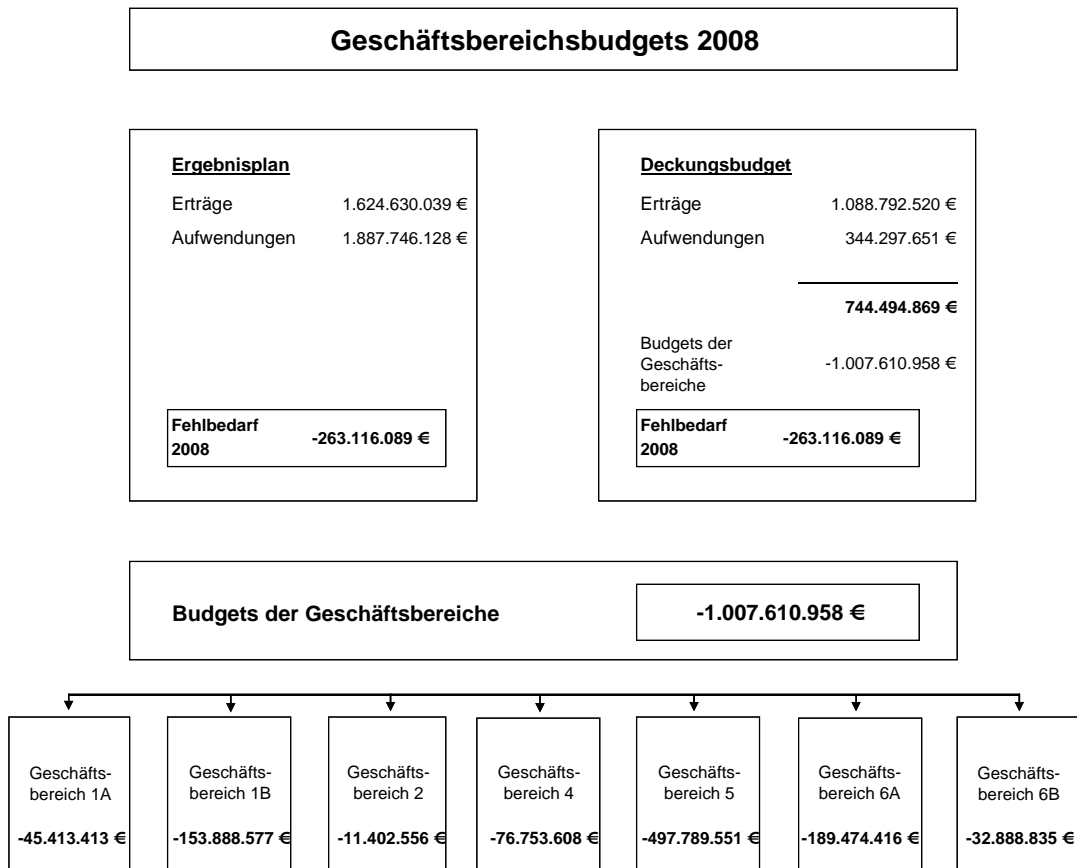 Geschäftsbereichsbudgets 2008
Ergebnisplan
Erträge 1.624.630.039 €
Aufwendungen 1.887.746.128 €
Fehlbedarf
2008 -263.116.089 €
Deckungsbudget
Erträge 1.088.792.520 €
Aufwendungen 344.297.651 €
744.494.869 €
Budgets der
Geschäfts-
bereiche -1.007.610.958 €
Fehlbedarf
2008 -263.116.089 €
Budgets der Geschäftsbereiche -1.007.610.958 €
Geschäfts-
bereich 1A
-45.413.413 €
Geschäfts-
bereich 1B
-153.888.577 €
Geschäfts-
bereich 2
-11.402.556 €
Geschäfts-
bereich 4
-76.753.608 €
Geschäfts-
bereich 5
-497.789.551 €
Geschäfts-
bereich 6A
-189.474.416 €
Geschäfts-
bereich 6B
-32.888.835 €